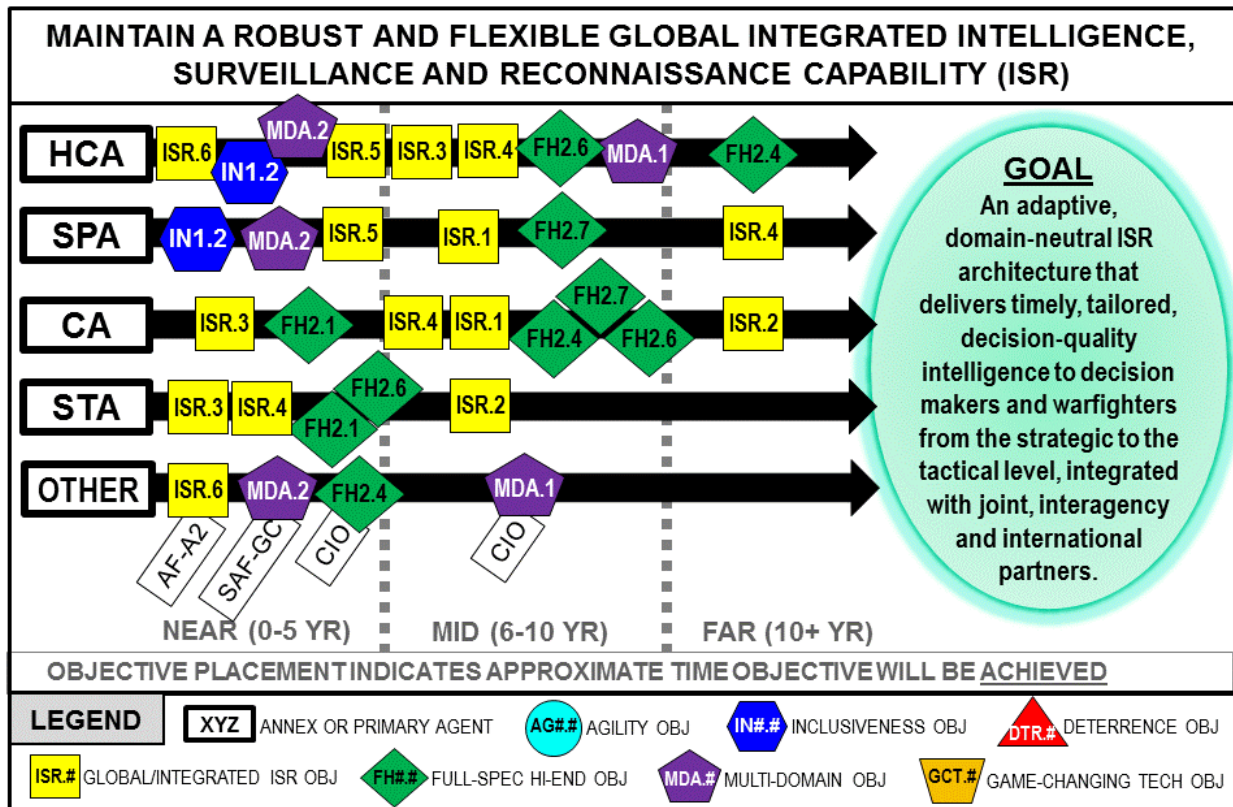 MAINTAIN A ROBUST AND FLEXIBLE GLOBAL INTEGRATED INTELLIGENCE,
SURVEILLANCE AND RECONNAISSANCE CAPABILITY (ISR)
HCA
ISR.6
IN1.2
MDA.2
ISR.5
ISR.3
ISR.4
FH2.6
MDA.1
FH2.4
SPA
IN1.2
MDA.2
ISR.5
ISR.1
FH2.7
ISR.4
CA
ISR.3
FH2.1
ISR.4
ISR.1
FH2.4
FH2.7
FH2.6
ISR.2
STA
ISR.3
ISR.4
FH2.1
FH2.6
ISR.2
OTHER
ISR.6
MDA.2
FH2.4
MDA.1
AF-A2
SAF-GC
CIO
CIO
NEAR (0-5 YR)
MID (6-10 YR)
FAR (10+ YR)
GOAL
An adaptive,
domain-neutral ISR
architecture that
delivers timely, tailored,
decision-quality
intelligence to decision
makers and warfighters
from the strategic to the
tactical level, integrated
with joint, interagency
and international
partners.
OBJECTIVE PLACEMENT INDICATES APPROXIMATE TIME OBJECTIVE WILL BE ACHIEVED
LEGEND
XYZ ANNEX OR PRIMARY AGENT
AG#.# AGILITY OBJ
IN#.# INCLUSIVENESS OBJ
DTR.# DETERRENCE OBJ
ISR.# GLOBAL/INTEGRATED ISR OBJ
FH#.# FULL-SPEC HI-END OBJ
MDA.# MULTI-DOMAIN OBJ
GCT.# GAME-CHANGING TECH OBJ